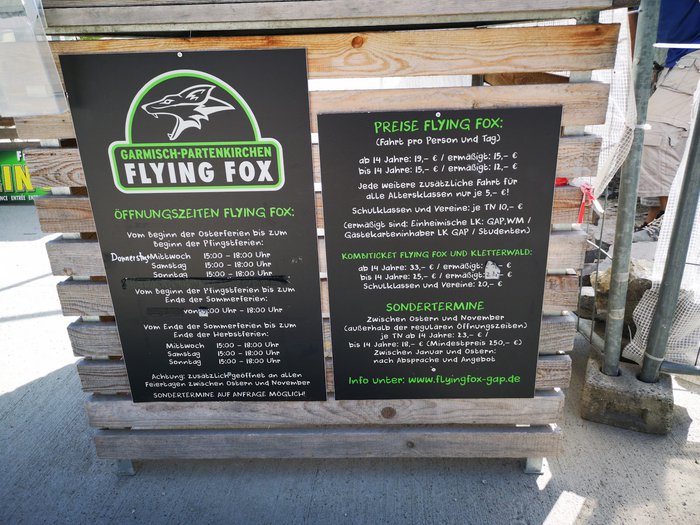 GARMISCH-PARTENKIRCHEN
FLYING FOX
ÖFFNUNGSZEITEN FLYING FOX:
Vom Beginn der Osterferien bis zum
Beginn der Pfingstferien:
Mittwoch 15:00 - 18:00 Uhr
Samstag 15:00 - 18:00 Uhr
Sonntag 15:00 - 18:00 Uhr
Vom Beginn der Pfingstferien bis zum
Ende der Sommerferien:
von - 18:00 Uhr
Vom Ende der Sommerferien bis zum
Ende der Herbstferien:
Mittwoch 15:00 - 18:00 Uhr
Samstag 15:00 - 18:00 Uhr
Sonntag 15:00 - 18:00 Uhr
Achtung: zusätzlich geöffnet an allen
Feiertagen zwischen Ostern und November
SONDERTERMINE AUF ANFRAGE MÖGLICH!
PREISE FLYING FOX:
(Fahrt pro Person und Tag)
ab 14 Jahre: 19,- € / ermäßigt: 15,- €
bis 14 Jahre: 15,- € / ermäßigt: 12,- €
Jede weitere zusätzliche Fahrt für
alle Altersklassen nur je 5,- €!
Schulklassen und Vereine: je TN 10,- €
(ermäßigt sind: Einheimische LK: GAP,WM /
Gästekarteninhaber LK GAP / Studenten)
KOMBITICKET FLYING FOX UND KLETTERWALD:
ab 14 Jahre: 33,- € / ermäßigt: ,- €
bis 14 Jahre: 25,- € / ermäßigt: ,- €
Schulklassen und Vereine: 20,- €
SONDERTERMINE
Zwischen Ostern und November
(außerhalb der regulären Öffnungszeiten)
je TN ab 14 Jahre: 23,- € /
bis 14 Jahre: 18,- € (Mindestpreis 250,- €)
Zwischen Januar und Ostern:
nach Absprache und Angebot
Info unter: www.flyingfox-gap.de